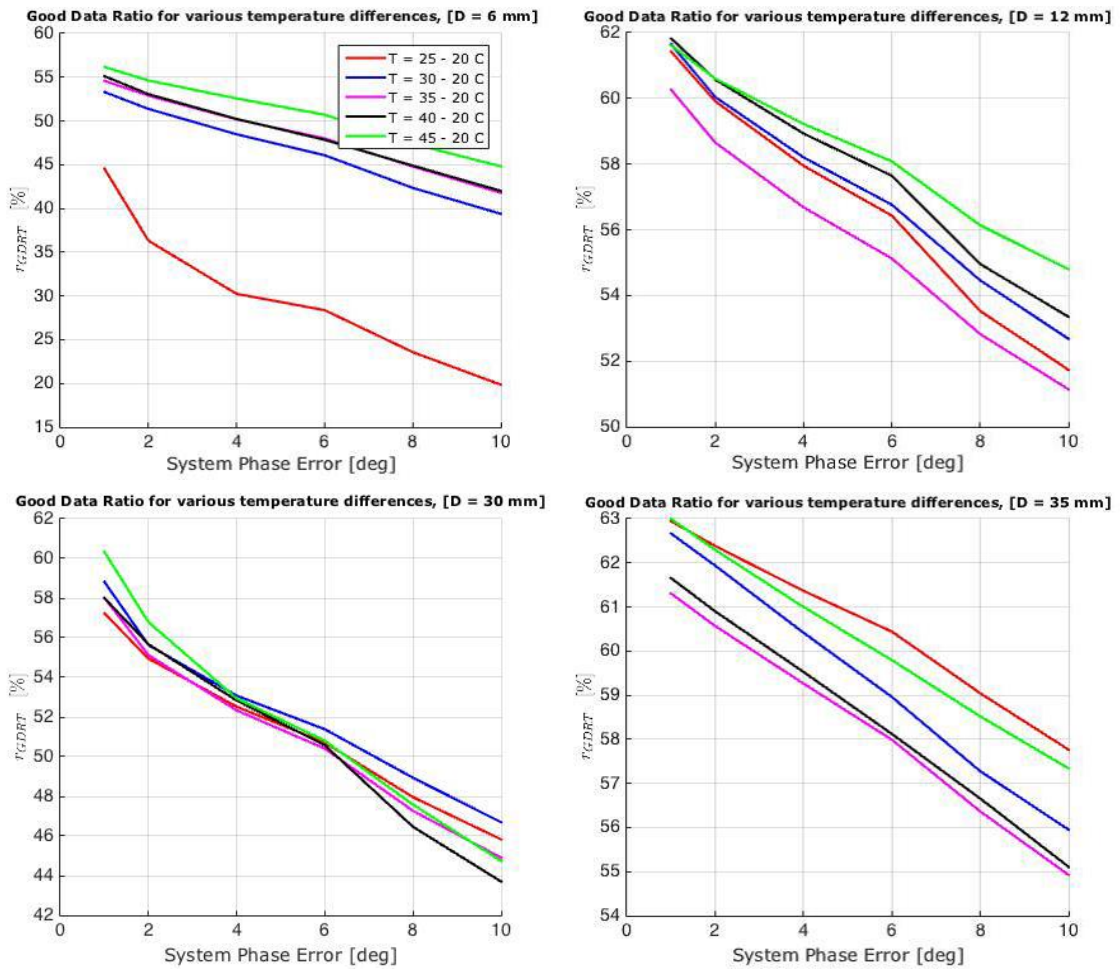 Good Data Ratio for various temperature differences, [D = 6 mm]
60
55
50
45
40
35
30
25
20
15
r_GDRT [%]
0 2 4 6 8 10
System Phase Error [deg]
T = 25 - 20 C
T = 30 - 20 C
T = 35 - 20 C
T = 40 - 20 C
T = 45 - 20 C
Good Data Ratio for various temperature differences, [D = 12 mm]
62
60
58
56
54
52
50
r_GDRT [%]
0 2 4 6 8 10
System Phase Error [deg]
Good Data Ratio for various temperature differences, [D = 30 mm]
62
60
58
56
54
52
50
48
46
44
42
r_GDRT [%]
0 2 4 6 8 10
System Phase Error [deg]
Good Data Ratio for various temperature differences, [D = 35 mm]
63
62
61
60
59
58
57
56
55
54
r_GDRT [%]
0 2 4 6 8 10
System Phase Error [deg]